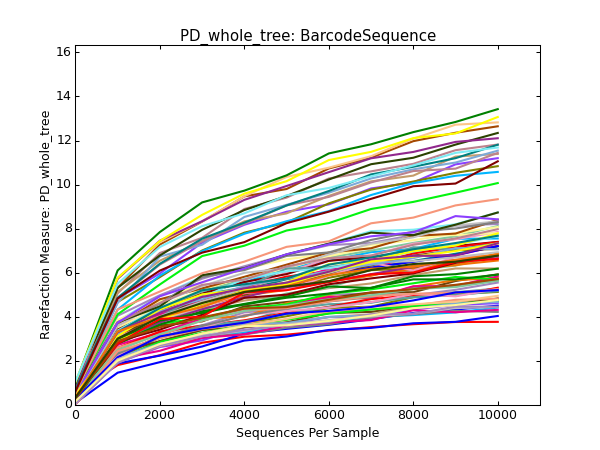 PD_whole_tree: BarcodeSequence
Rarefaction Measure: PD_whole_tree
16
14
12
10
8
6
4
2
0
0 2000 4000 6000 8000 10000
Sequences Per Sample